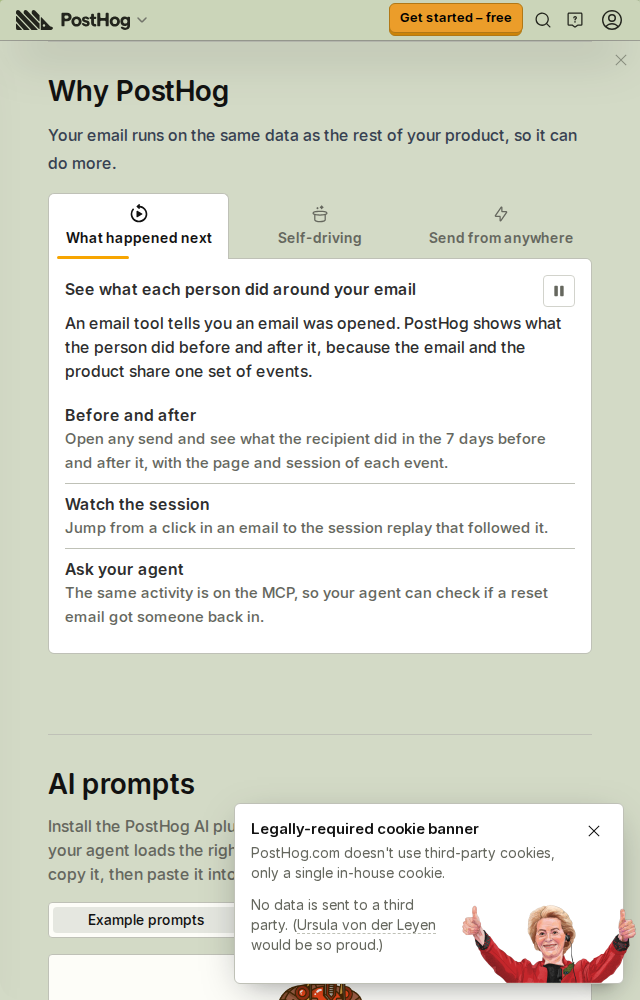 PostHog
Get started – free
Why PostHog
Your email runs on the same data as the rest of your product, so it can
do more.
What happened next
Self-driving
Send from anywhere
See what each person did around your email
An email tool tells you an email was opened. PostHog shows what
the person did before and after it, because the email and the
product share one set of events.
Before and after
Open any send and see what the recipient did in the 7 days before
and after it, with the page and session of each event.
Watch the session
Jump from a click in an email to the session replay that followed it.
Ask your agent
The same activity is on the MCP, so your agent can check if a reset
email got someone back in.
AI prompts
Install the PostHog AI
your agent loads the
copy it, then paste it
Example prompts
Legally-required cookie banner
PostHog.com doesn't use third-party cookies,
only a single in-house cookie.
No data is sent to a third
party. (Ursula von der Leyen
would be so proud.)